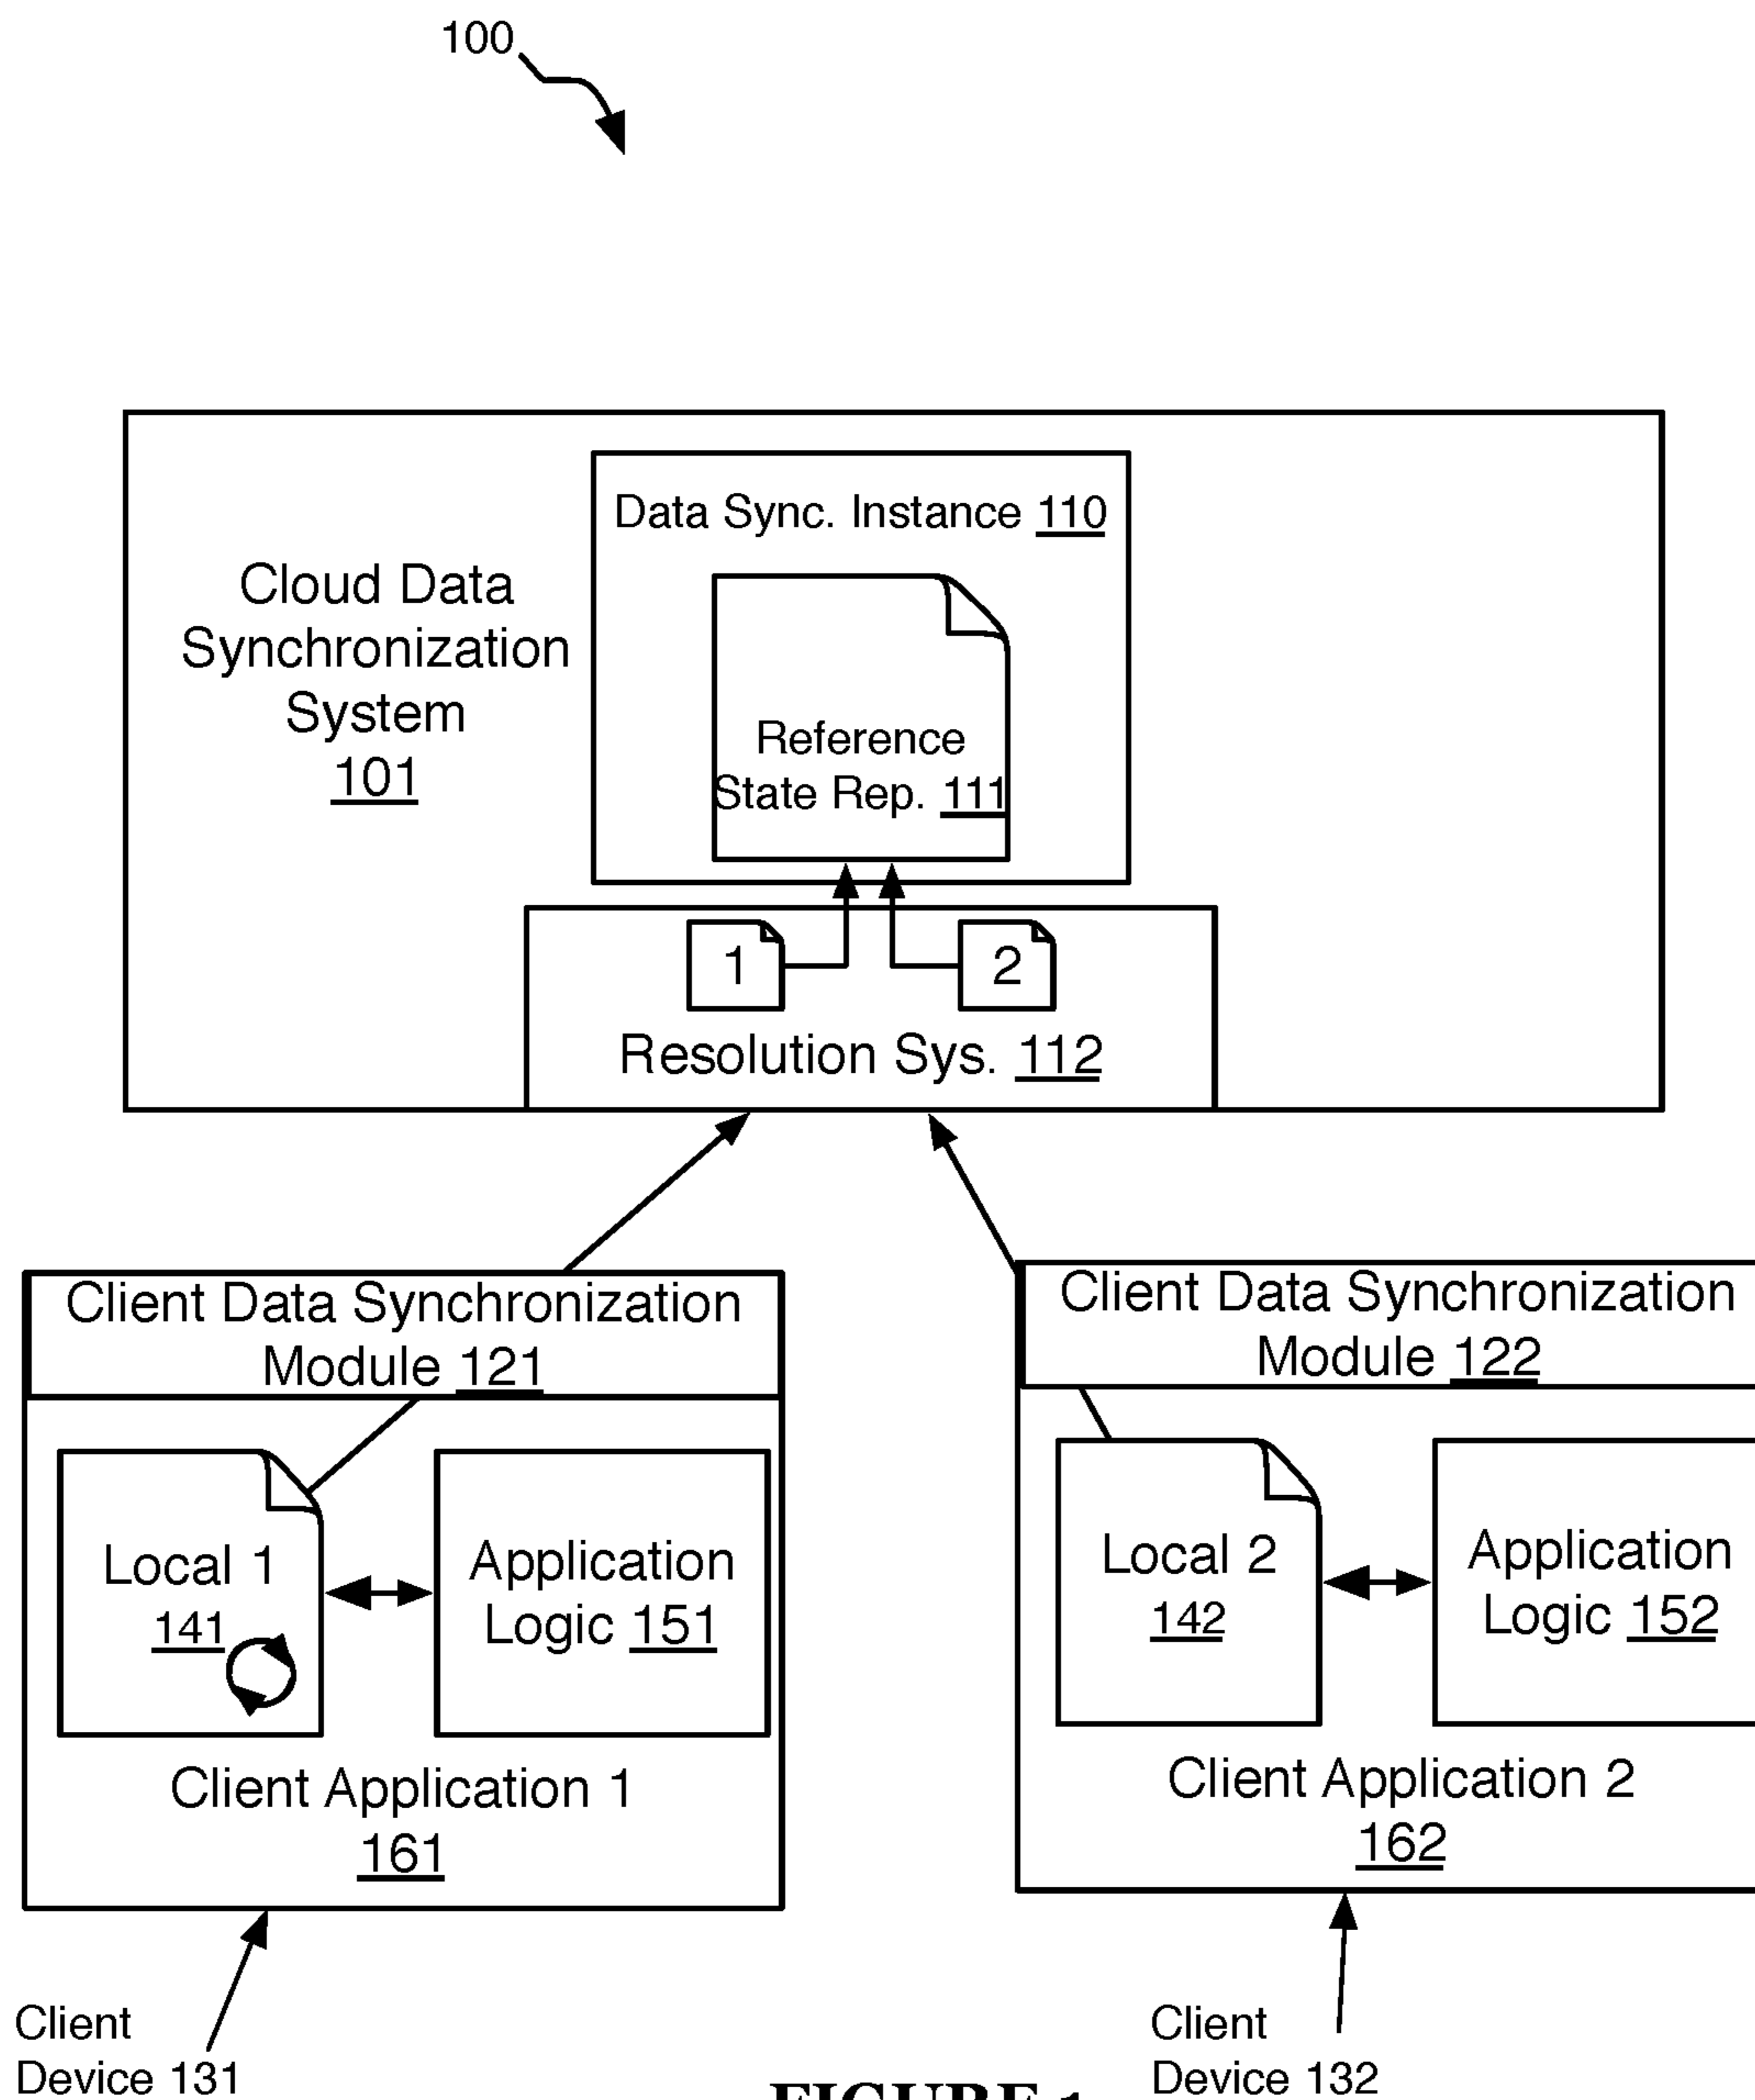 100
Data Sync. Instance 110
Cloud Data
Synchronization
System
101
Reference
State Rep. 111
1
2
Resolution Sys. 112
Client Data Synchronization
Module 121
Client Data Synchronization
Module 122
Local 1
141
Application
Logic 151
Local 2
142
Application
Logic 152
Client Application 1
161
Client Application 2
162
Client
Device 131
Client
Device 132
FIGURE 1